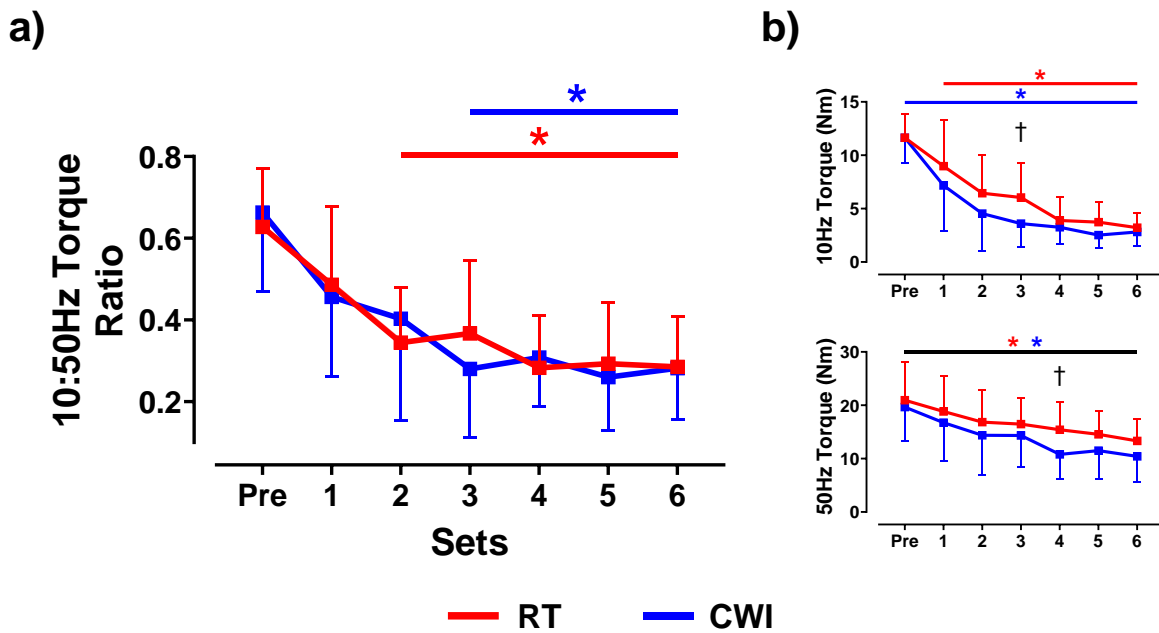 a)
*
*
0.8
0.6
0.4
0.2
10:50Hz Torque
Ratio
Pre 1 2 3 4 5 6
Sets
b)
*
*
†
15
10
5
0
10Hz Torque (Nm)
Pre 1 2 3 4 5 6
* *
†
30
20
10
0
50Hz Torque (Nm)
Pre 1 2 3 4 5 6
RT CWI